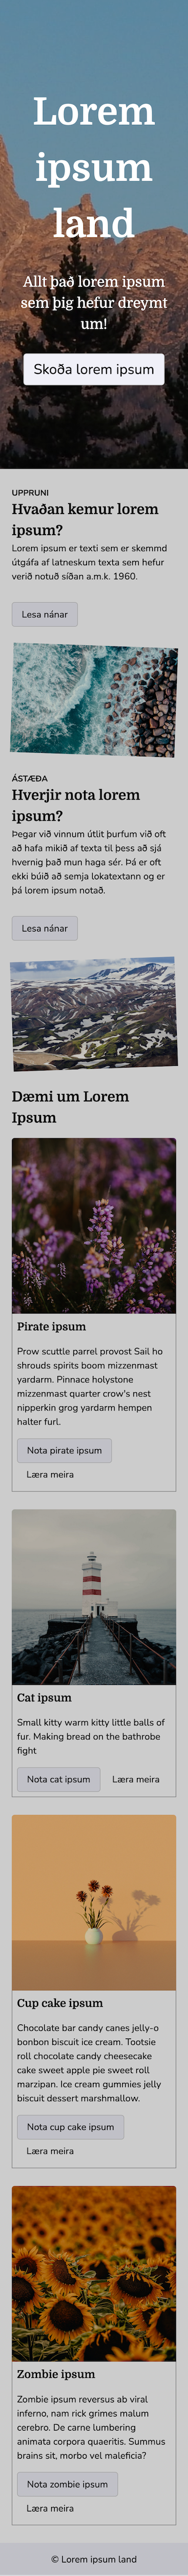 Lorem
ipsum
land
Allt það lorem ipsum
sem þig hefur dreymt
um!
Skoða lorem ipsum
UPPRUNI
Hvaðan kemur lorem
ipsum?
Lorem ipsum er texti sem er skemmd
útgáfa af latneskum texta sem hefur
verið notuð síðan a.m.k. 1960.
Lesa nánar
ÁSTÆÐA
Hverjir nota lorem
ipsum?
Þegar við vinnum útlit þurfum við oft
að hafa mikið af texta til þess að sjá
hvernig það mun haga sér. Þá er oft
ekki búið að semja lokatextann og er
þá lorem ipsum notað.
Lesa nánar
Dæmi um Lorem
Ipsum
Pirate ipsum
Prow scuttle parrel provost Sail ho
shrouds spirits boom mizzenmast
yardarm. Pinnace holystone
mizzenmast quarter crow's nest
nipperkin grog yardarm hempen
halter furl.
Nota pirate ipsum
Læra meira
Cat ipsum
Small kitty warm kitty little balls of
fur. Making bread on the bathrobe
fight
Nota cat ipsum Læra meira
Cup cake ipsum
Chocolate bar candy canes jelly-o
bonbon biscuit ice cream. Tootsie
roll chocolate candy cheesecake
cake sweet apple pie sweet roll
marzipan. Ice cream gummies jelly
biscuit dessert marshmallow.
Nota cup cake ipsum
Læra meira
Zombie ipsum
Zombie ipsum reversus ab viral
inferno, nam rick grimes malum
cerebro. De carne lumbering
animata corpora quaeritis. Summus
brains sit, morbo vel maleficia?
Nota zombie ipsum
Læra meira
© Lorem ipsum land